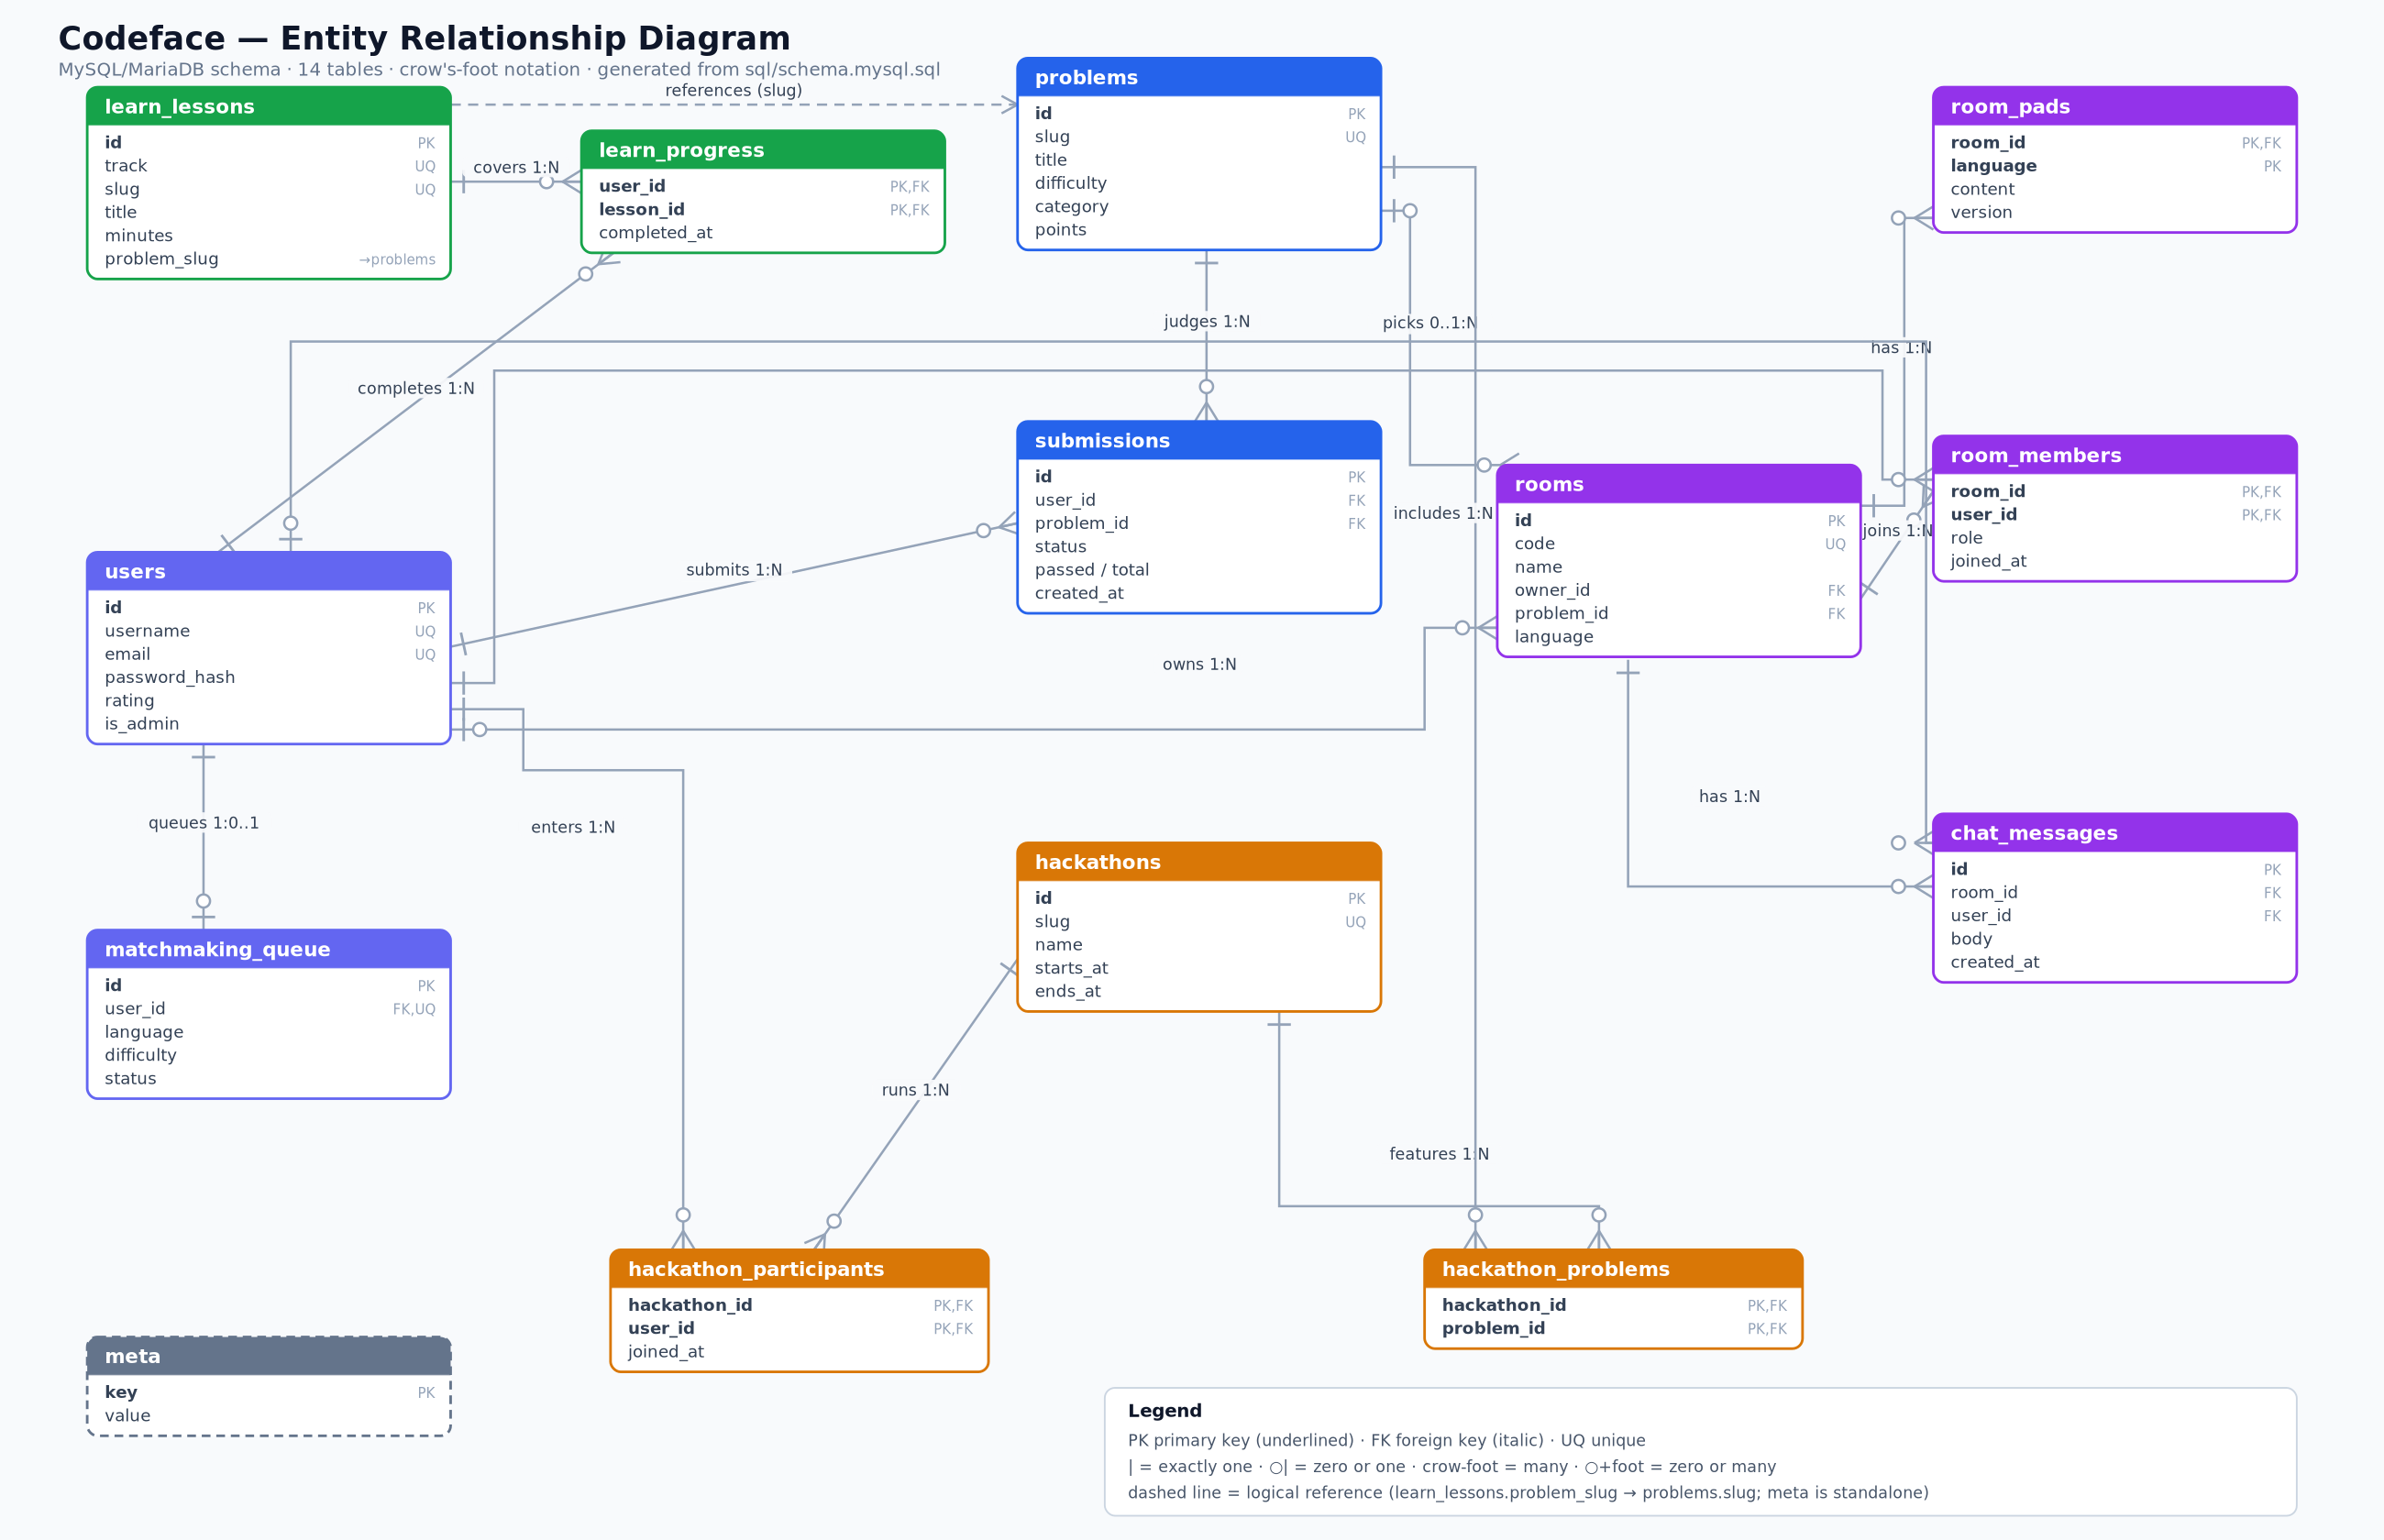 Codeface — Entity Relationship Diagram
MySQL/MariaDB schema · 14 tables · crow's-foot notation · generated from sql/schema.mysql.sql
references (slug)
learn_lessons
id PK
track UQ
slug UQ
title
minutes
problem_slug →problems
covers 1:N
learn_progress
user_id PK,FK
lesson_id PK,FK
completed_at
problems
id PK
slug UQ
title
difficulty
category
points
room_pads
room_id PK,FK
language PK
content
version
judges 1:N
picks 0..1:N
has 1:N
completes 1:N
submissions
id PK
user_id FK
problem_id FK
status
passed / total
created_at
includes 1:N
rooms
id PK
code UQ
name
owner_id FK
problem_id FK
language
joins 1:N
room_members
room_id PK,FK
user_id PK,FK
role
joined_at
users
id PK
username UQ
email UQ
password_hash
rating
is_admin
submits 1:N
owns 1:N
queues 1:0..1
enters 1:N
has 1:N
hackathons
id PK
slug UQ
name
starts_at
ends_at
chat_messages
id PK
room_id FK
user_id FK
body
created_at
matchmaking_queue
id PK
user_id FK,UQ
language
difficulty
status
runs 1:N
features 1:N
hackathon_participants
hackathon_id PK,FK
user_id PK,FK
joined_at
hackathon_problems
hackathon_id PK,FK
problem_id PK,FK
meta
key PK
value
Legend
PK primary key (underlined) · FK foreign key (italic) · UQ unique
| = exactly one · ○| = zero or one · crow-foot = many · ○+foot = zero or many
dashed line = logical reference (learn_lessons.problem_slug → problems.slug; meta is standalone)